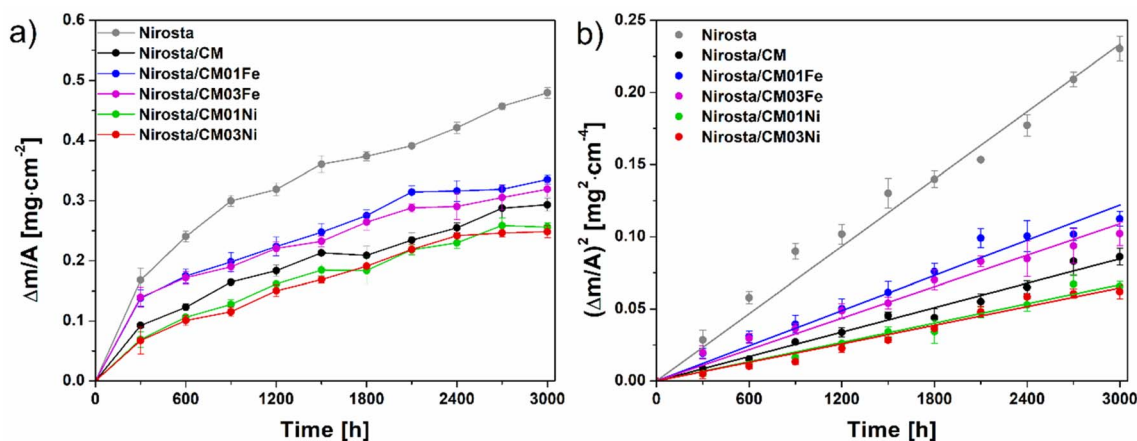 a)
0.6
0.5
0.4
0.3
0.2
0.1
0.0
Δm/A [mg·cm⁻²]
Nirosta
Nirosta/CM
Nirosta/CM01Fe
Nirosta/CM03Fe
Nirosta/CM01Ni
Nirosta/CM03Ni
0 600 1200 1800 2400 3000
Time [h]
b)
0.25
0.20
0.15
0.10
0.05
0.00
(Δm/A)² [mg²·cm⁻⁴]
Nirosta
Nirosta/CM
Nirosta/CM01Fe
Nirosta/CM03Fe
Nirosta/CM01Ni
Nirosta/CM03Ni
0 600 1200 1800 2400 3000
Time [h]